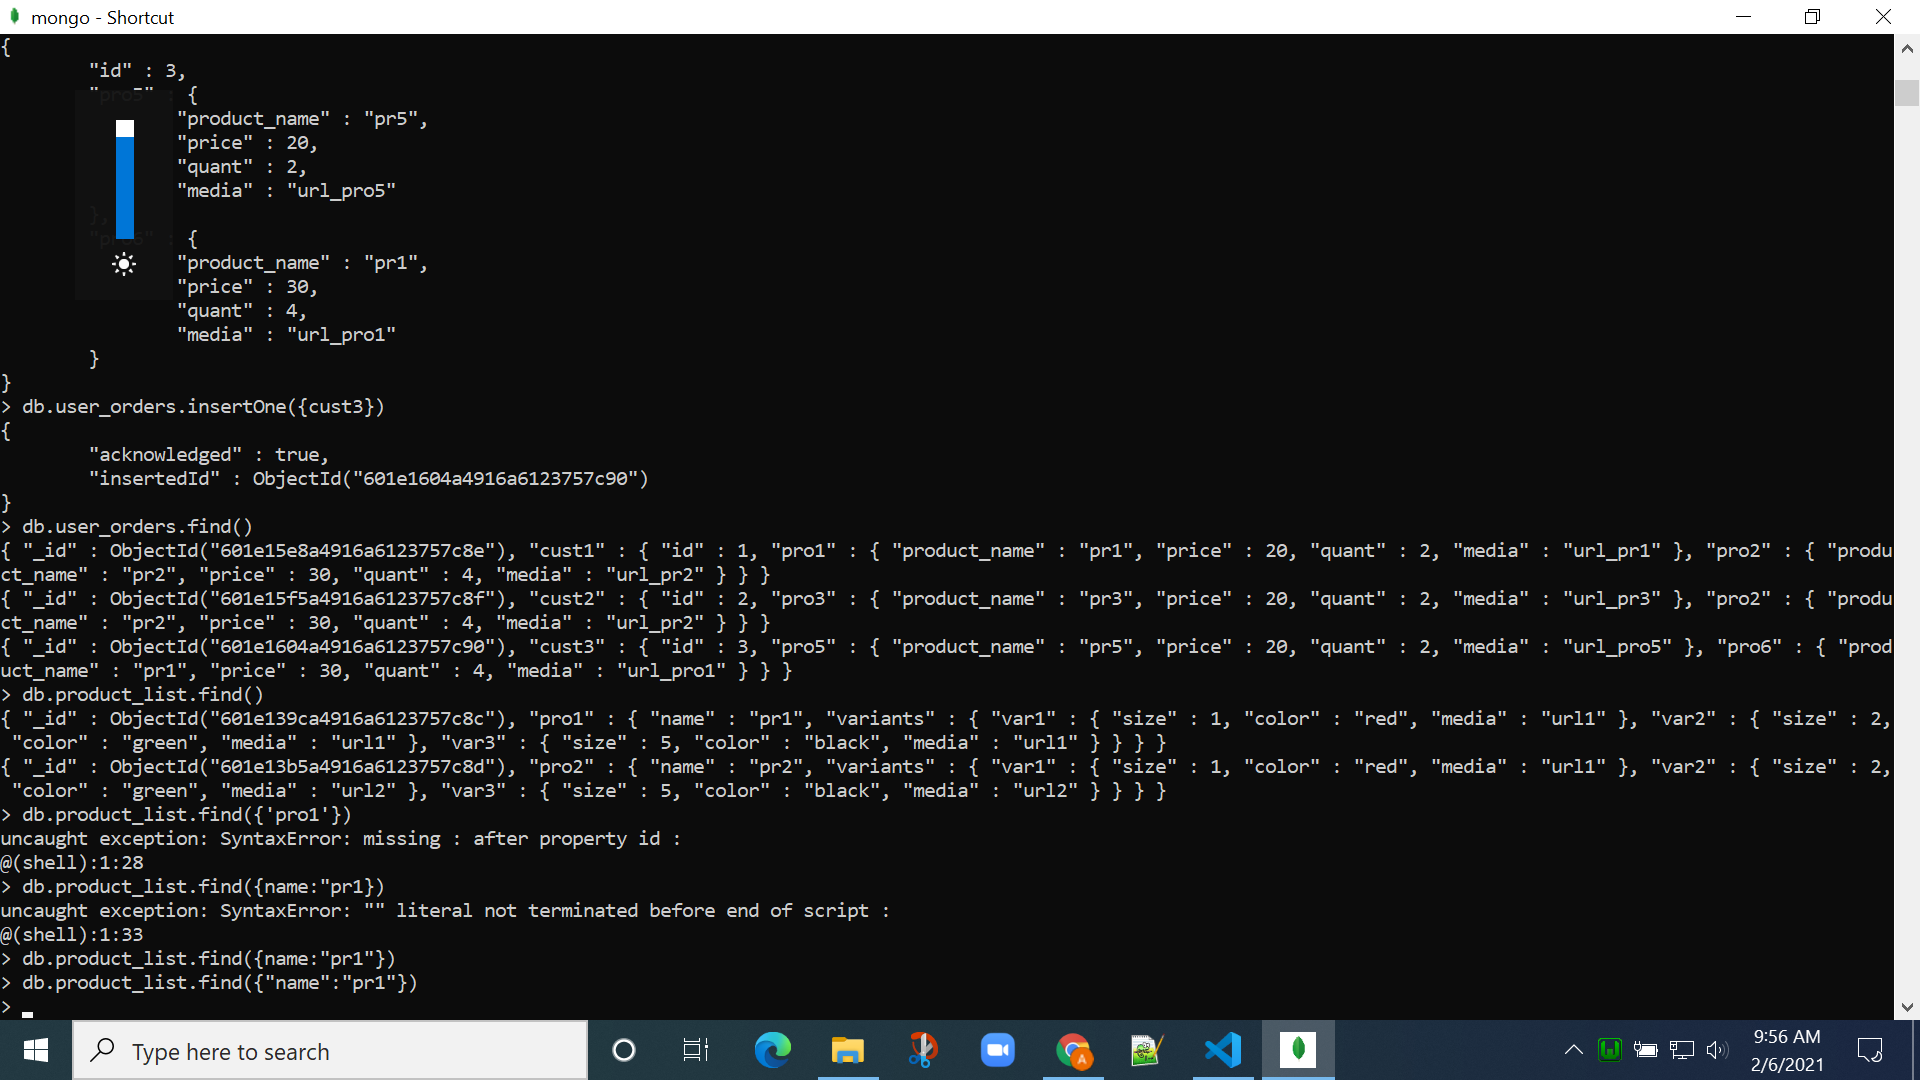 mongo - Shortcut
{
"id" : 3,
"pro5" : {
"product_name" : "pr5",
"price" : 20,
"quant" : 2,
"media" : "url_pro5"
},
"pro6" : {
"product_name" : "pr1",
"price" : 30,
"quant" : 4,
"media" : "url_pro1"
}
}
> db.user_orders.insertOne({cust3})
{
"acknowledged" : true,
"insertedId" : ObjectId("601e1604a4916a6123757c90")
}
> db.user_orders.find()
{ "_id" : ObjectId("601e15e8a4916a6123757c8e"), "cust1" : { "id" : 1, "pro1" : { "product_name" : "pr1", "price" : 20, "quant" : 2, "media" : "url_pr1" }, "pro2" : { "produ
ct_name" : "pr2", "price" : 30, "quant" : 4, "media" : "url_pr2" } } }
{ "_id" : ObjectId("601e15f5a4916a6123757c8f"), "cust2" : { "id" : 2, "pro3" : { "product_name" : "pr3", "price" : 20, "quant" : 2, "media" : "url_pr3" }, "pro2" : { "produ
ct_name" : "pr2", "price" : 30, "quant" : 4, "media" : "url_pr2" } } }
{ "_id" : ObjectId("601e1604a4916a6123757c90"), "cust3" : { "id" : 3, "pro5" : { "product_name" : "pr5", "price" : 20, "quant" : 2, "media" : "url_pro5" }, "pro6" : { "prod
uct_name" : "pr1", "price" : 30, "quant" : 4, "media" : "url_pro1" } } }
> db.product_list.find()
{ "_id" : ObjectId("601e139ca4916a6123757c8c"), "pro1" : { "name" : "pr1", "variants" : { "var1" : { "size" : 1, "color" : "red", "media" : "url1" }, "var2" : { "size" : 2,
"color" : "green", "media" : "url1" }, "var3" : { "size" : 5, "color" : "black", "media" : "url1" } } } }
{ "_id" : ObjectId("601e13b5a4916a6123757c8d"), "pro2" : { "name" : "pr2", "variants" : { "var1" : { "size" : 1, "color" : "red", "media" : "url1" }, "var2" : { "size" : 2,
"color" : "green", "media" : "url2" }, "var3" : { "size" : 5, "color" : "black", "media" : "url2" } } } }
> db.product_list.find({'pro1'})
uncaught exception: SyntaxError: missing : after property id :
@(shell):1:28
> db.product_list.find({name:"pr1})
uncaught exception: SyntaxError: "" literal not terminated before end of script :
@(shell):1:33
> db.product_list.find({name:"pr1"})
> db.product_list.find({"name":"pr1"})
>
Type here to search
A
9:56 AM
2/6/2021